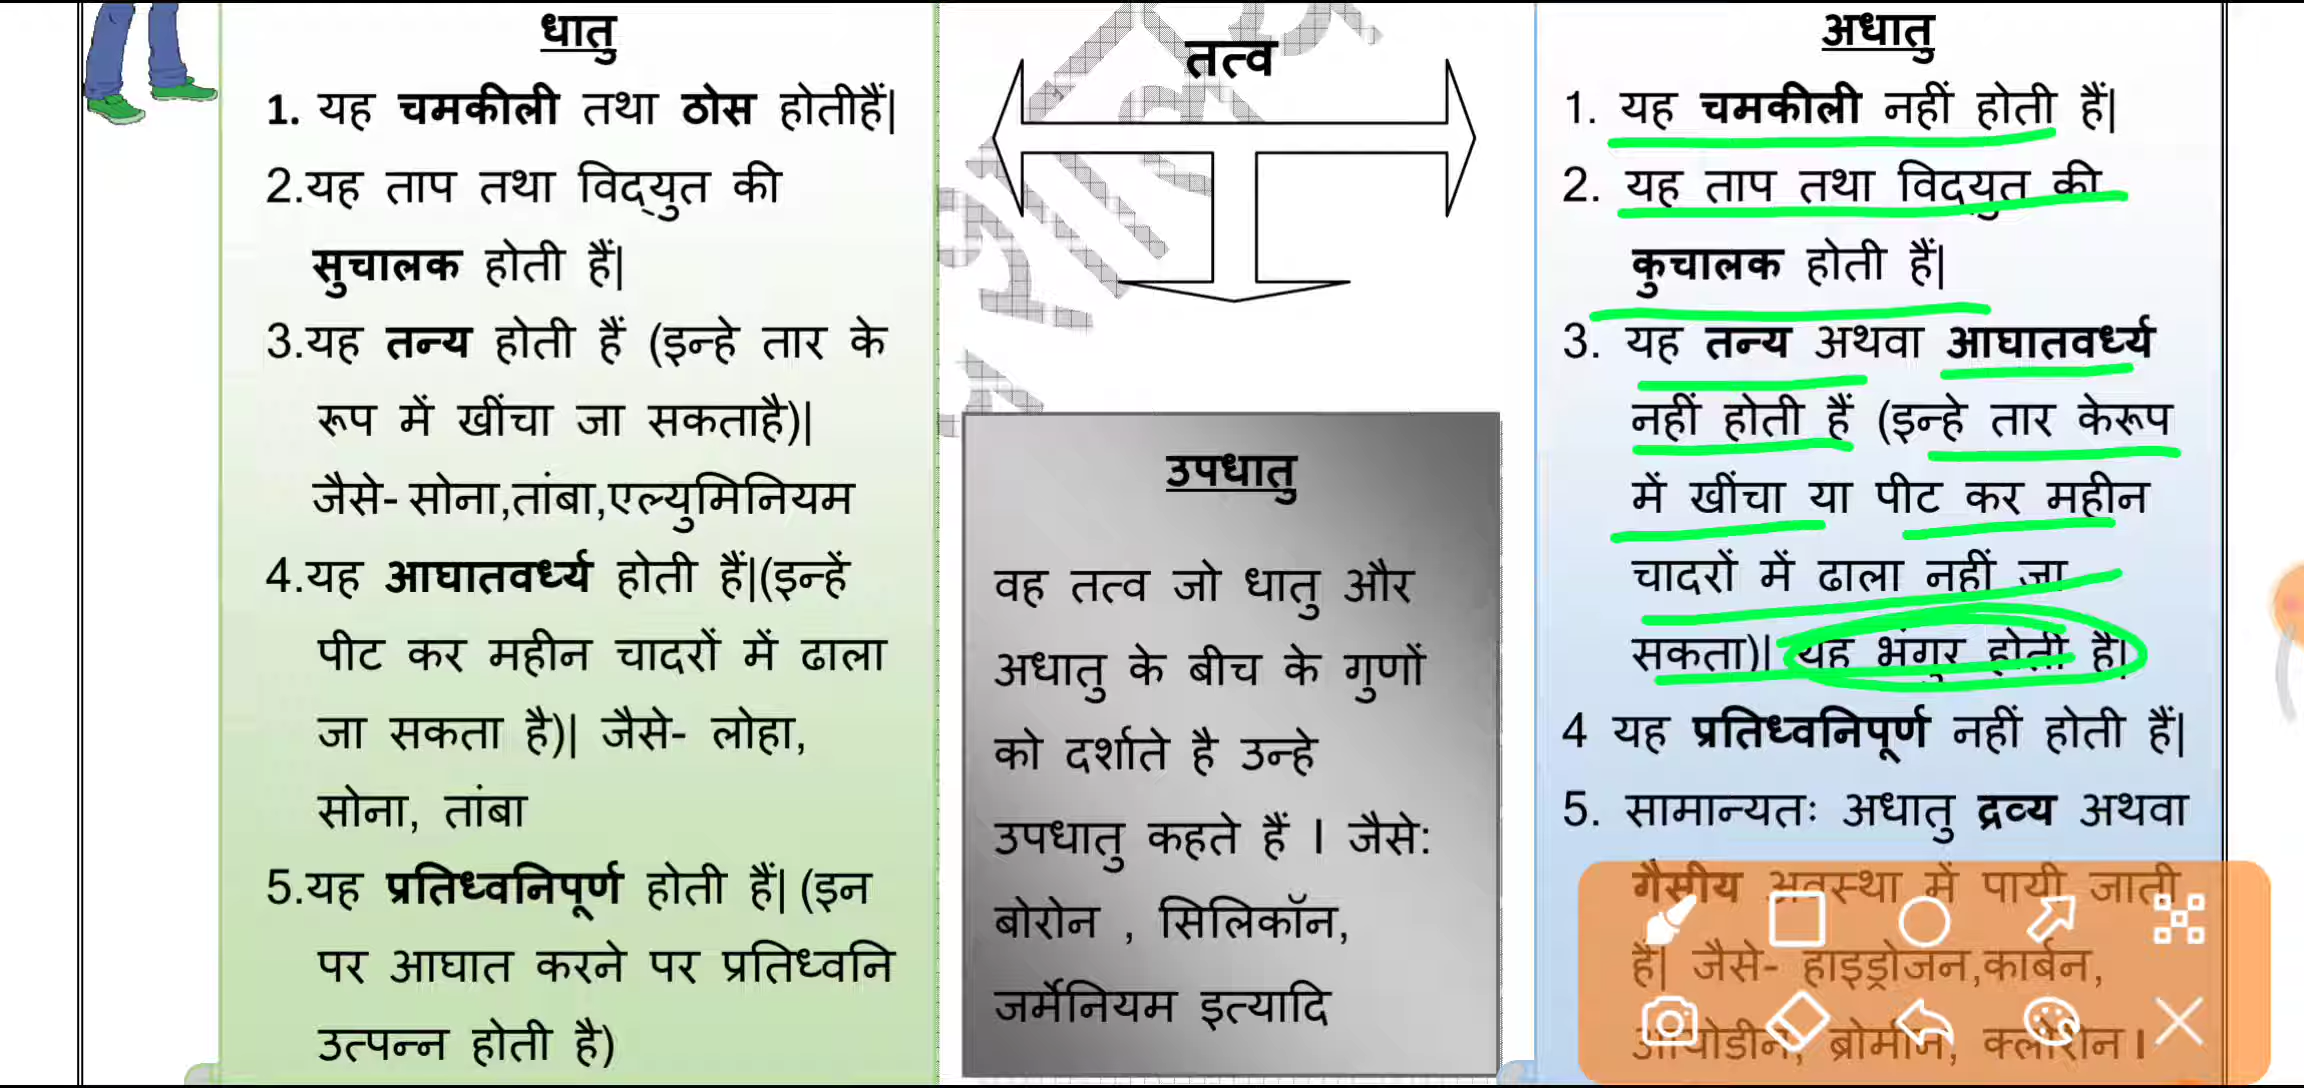 धातु
1. यह चमकीली तथा ठोस होतीहैं|
2.यह ताप तथा विद्युत की
सुचालक होती हैं|
3.यह तन्य होती हैं (इन्हे तार के
रूप में खींचा जा सकताहै)|
जैसे- सोना,तांबा,एल्युमिनियम
4.यह आघातवर्ध्य होती हैं|(इन्हें
पीट कर महीन चादरों में ढाला
जा सकता है)| जैसे- लोहा,
सोना, तांबा
5.यह प्रतिध्वनिपूर्ण होती हैं| (इन
पर आघात करने पर प्रतिध्वनि
उत्पन्न होती है)
तत्व
उपधातु
वह तत्व जो धातु और
अधातु के बीच के गुणों
को दर्शाते है उन्हे
उपधातु कहते हैं । जैसे:
बोरोन , सिलिकॉन,
जर्मेनियम इत्यादि
अधातु
1. यह चमकीली नहीं होती हैं|
2. यह ताप तथा विद्युत की
कुचालक होती हैं|
3. यह तन्य अथवा आघातवर्ध्य
नहीं होती हैं (इन्हे तार केरूप
में खींचा या पीट कर महीन
चादरों में ढाला नहीं जा
सकता)| यह भंगुर होती है|
4 यह प्रतिध्वनिपूर्ण नहीं होती हैं|
5. सामान्यतः अधातु द्रव्य अथवा
गैसीय अवस्था में पायी जाती
हैं| जैसे- हाइड्रोजन,कार्बन,
आयोडीन, ब्रोमीन, क्लोरीन ।